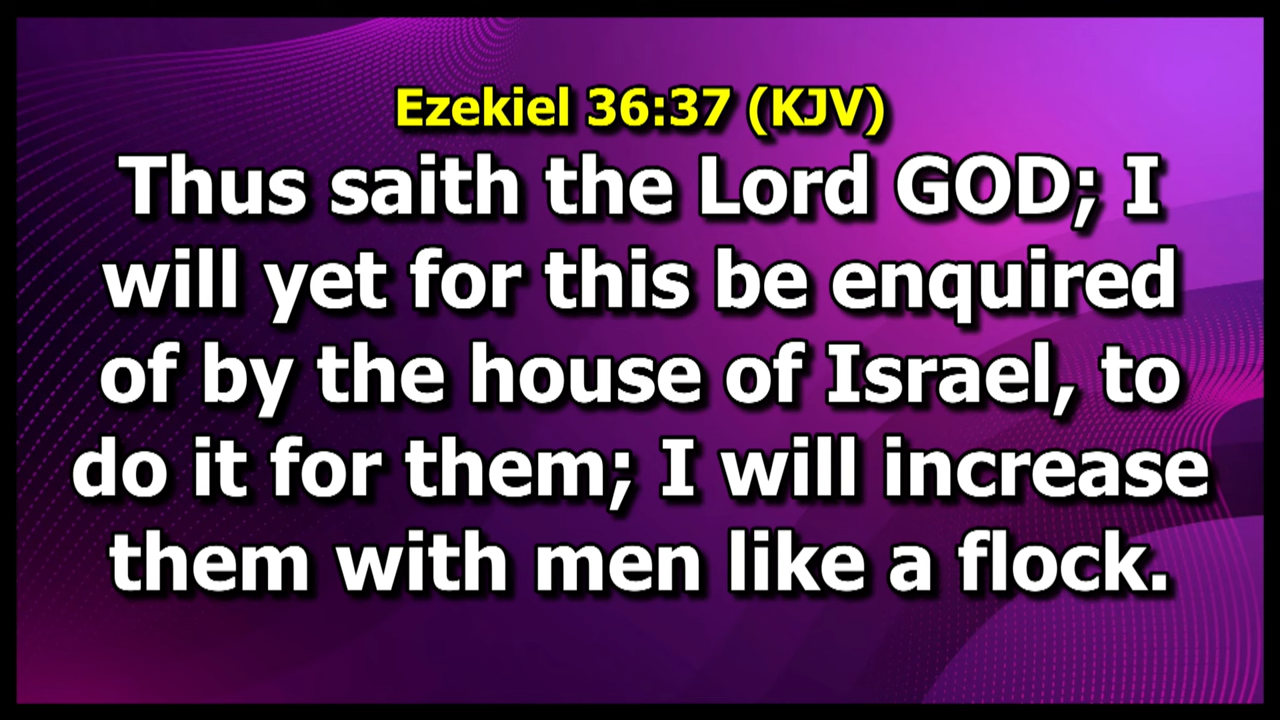 Ezekiel 36:37 (KJV)
Thus saith the Lord GOD; I
will yet for this be enquired
of by the house of Israel, to
do it for them; I will increase
them with men like a flock.